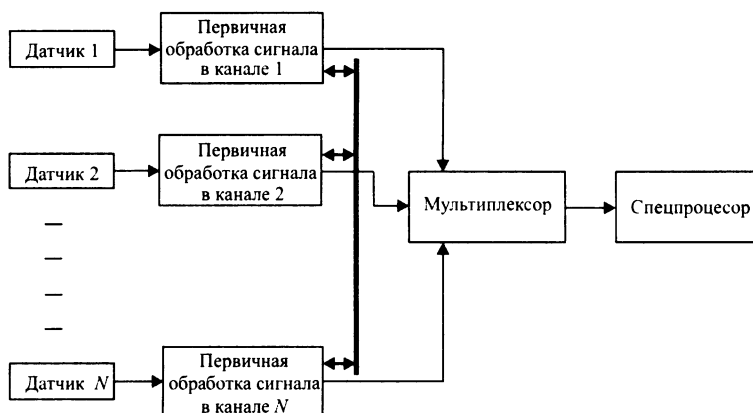 Датчик 1
Первичная
обработка сигнала
в канале 1
Датчик 2
Первичная
обработка сигнала
в канале 2
Мультиплексор
Спецпроцесор
Датчик N
Первичная
обработка сигнала
в канале N